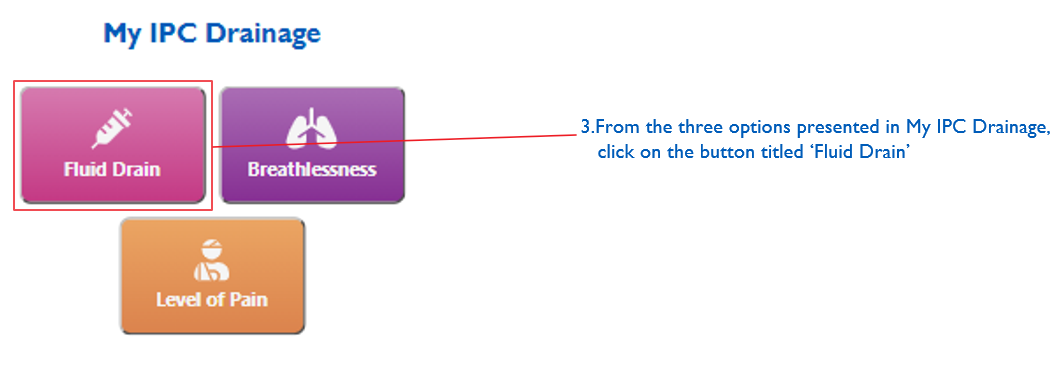 My IPC Drainage
Fluid Drain
Breathlessness
Level of Pain
3.From the three options presented in My IPC Drainage,
click on the button titled ‘Fluid Drain’